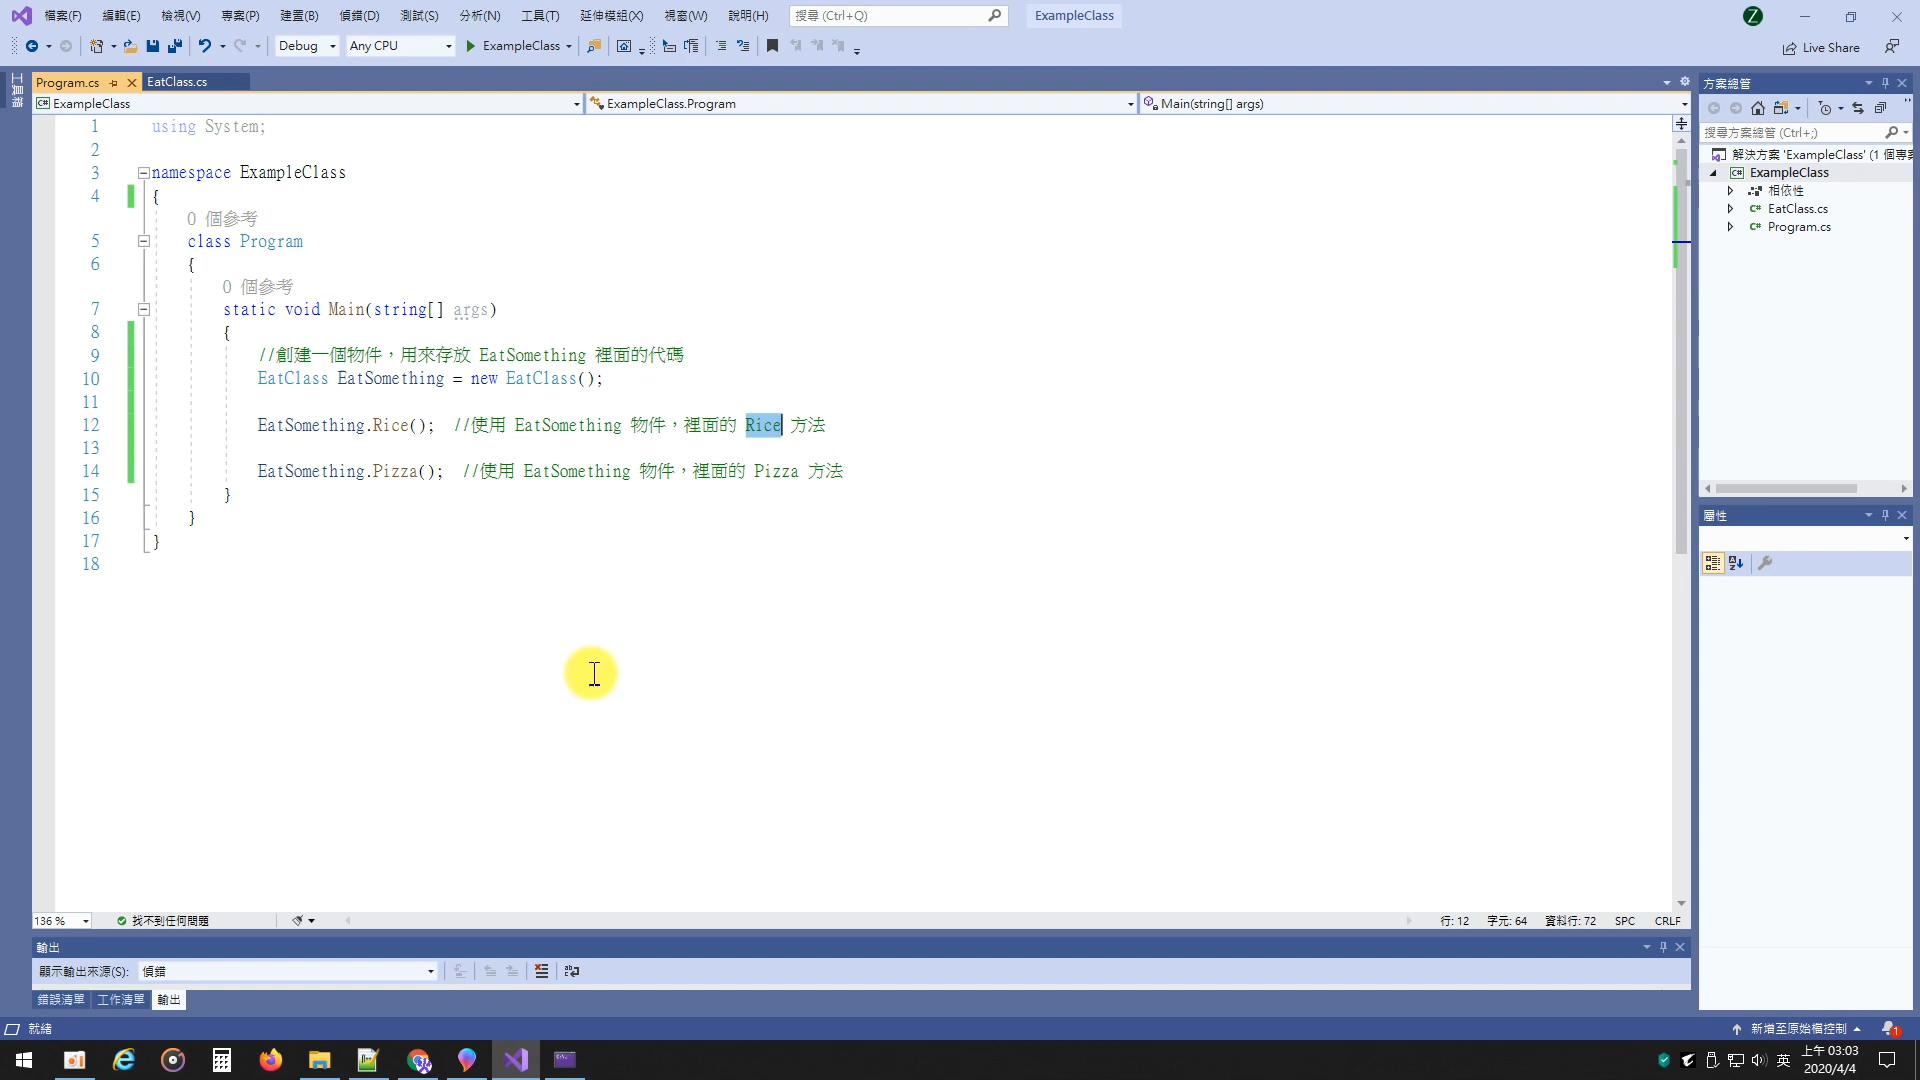 檔案(F) 編輯(E) 檢視(V) 專案(P) 建置(B) 偵錯(D) 測試(S) 分析(N) 工具(T) 延伸模組(X) 視窗(W) 說明(H) 搜尋 (Ctrl+Q) ExampleClass Z
Debug Any CPU ExampleClass Live Share
工具箱
Program.cs EatClass.cs
ExampleClass ExampleClass.Program Main(string[] args)
1 using System;
2
3 namespace ExampleClass
4 {
0 個參考
5 class Program
6 {
0 個參考
7 static void Main(string[] args)
8 {
9 //創建一個物件，用來存放 EatSomething 裡面的代碼
10 EatClass EatSomething = new EatClass();
11
12 EatSomething.Rice(); //使用 EatSomething 物件，裡面的 Rice 方法
13
14 EatSomething.Pizza(); //使用 EatSomething 物件，裡面的 Pizza 方法
15 }
16 }
17 }
18
136 % 找不到任何問題 行: 12 字元: 64 資料行: 72 SPC CRLF
輸出
顯示輸出來源(S): 偵錯
錯誤清單 工作清單 輸出
方案總管
搜尋方案總管 (Ctrl+;)
解決方案 'ExampleClass' (1 個專案
ExampleClass
相依性
EatClass.cs
Program.cs
屬性
就緒 新增至原始檔控制 1
英 上午 03:03
2020/4/4